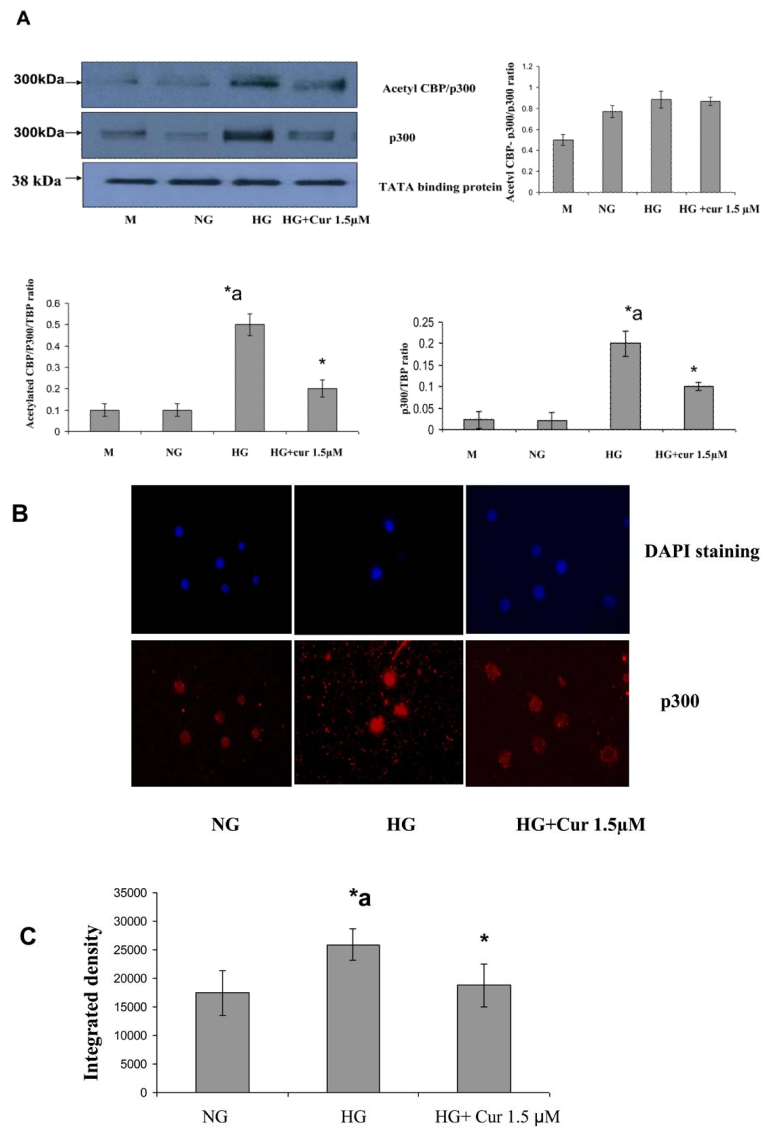 A
300kDa
Acetyl CBP/p300
300kDa
p300
38 kDa
TATA binding protein
M NG HG HG+Cur 1.5µM
Acetyl CBP- p300/p300 ratio
1.2
1
0.8
0.6
0.4
0.2
0
M NG HG HG +cur 1.5 µM
Acetylated CBP/P300/TBP ratio
0.6
0.5
0.4
0.3
0.2
0.1
0
*a
*
M NG HG HG+cur 1.5µM
p300/TBP ratio
0.25
0.2
0.15
0.1
0.05
0
*a
*
M NG HG HG+cur 1.5µM
B
DAPI staining
p300
NG HG HG+Cur 1.5µM
C
Integrated density
35000
30000
25000
20000
15000
10000
5000
0
*a
*
NG HG HG+ Cur 1.5 µM